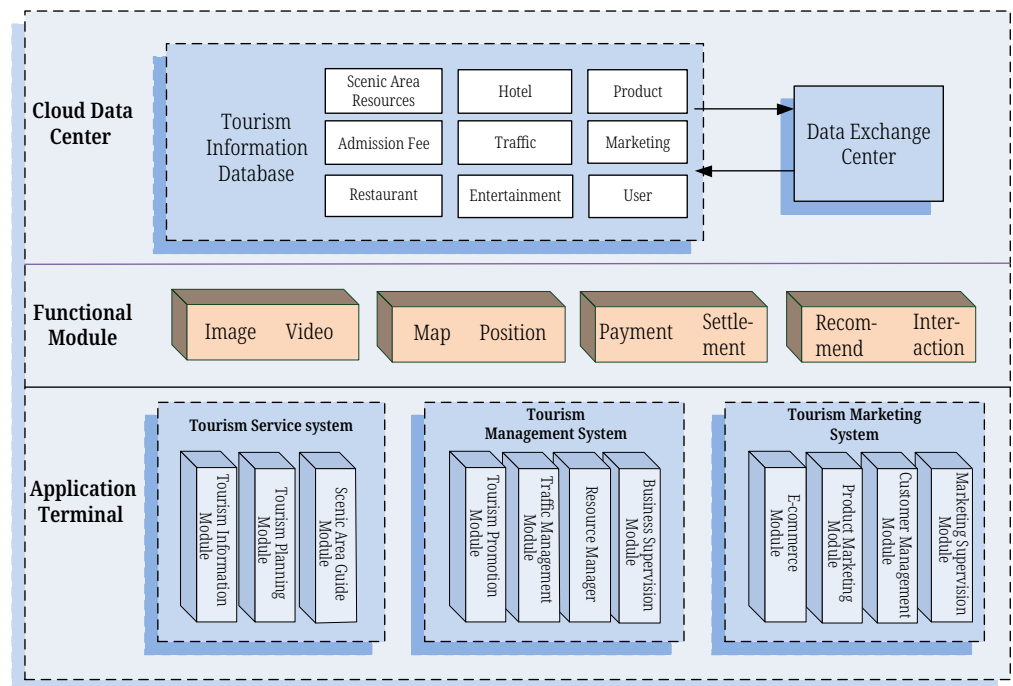 Cloud Data
Center
Tourism
Information
Database
Scenic Area
Resources
Hotel
Product
Admission Fee
Traffic
Marketing
Restaurant
Entertainment
User
Data Exchange
Center
Functional
Module
Image
Video
Map
Position
Payment
Settle-
ment
Recom-
mend
Inter-
action
Application
Terminal
Tourism Service system
Tourism Information
Module
Tourism Planning
Module
Scenic Area Guide
Module
Tourism
Management System
Tourism Promotion
Module
Traffic Management
Module
Resource Manager
Business Supervision
Module
Tourism Marketing
System
E-commerce
Module
Product Marketing
Module
Customer Management
Module
Marketing Supervision
Module